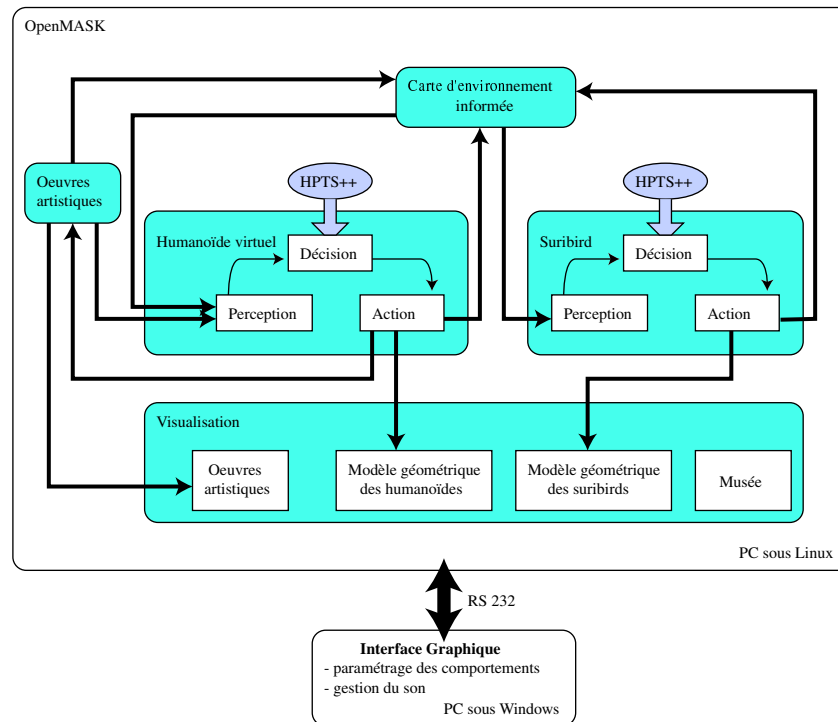 OpenMASK
Carte d'environnement
informée
Oeuvres
artistiques
HPTS++
HPTS++
Humanoïde virtuel
Décision
Perception
Action
Suribird
Décision
Perception
Action
Visualisation
Oeuvres
artistiques
Modèle géométrique
des humanoïdes
Modèle géométrique
des suribirds
Musée
PC sous Linux
RS 232
Interface Graphique
- paramétrage des comportements
- gestion du son
PC sous Windows